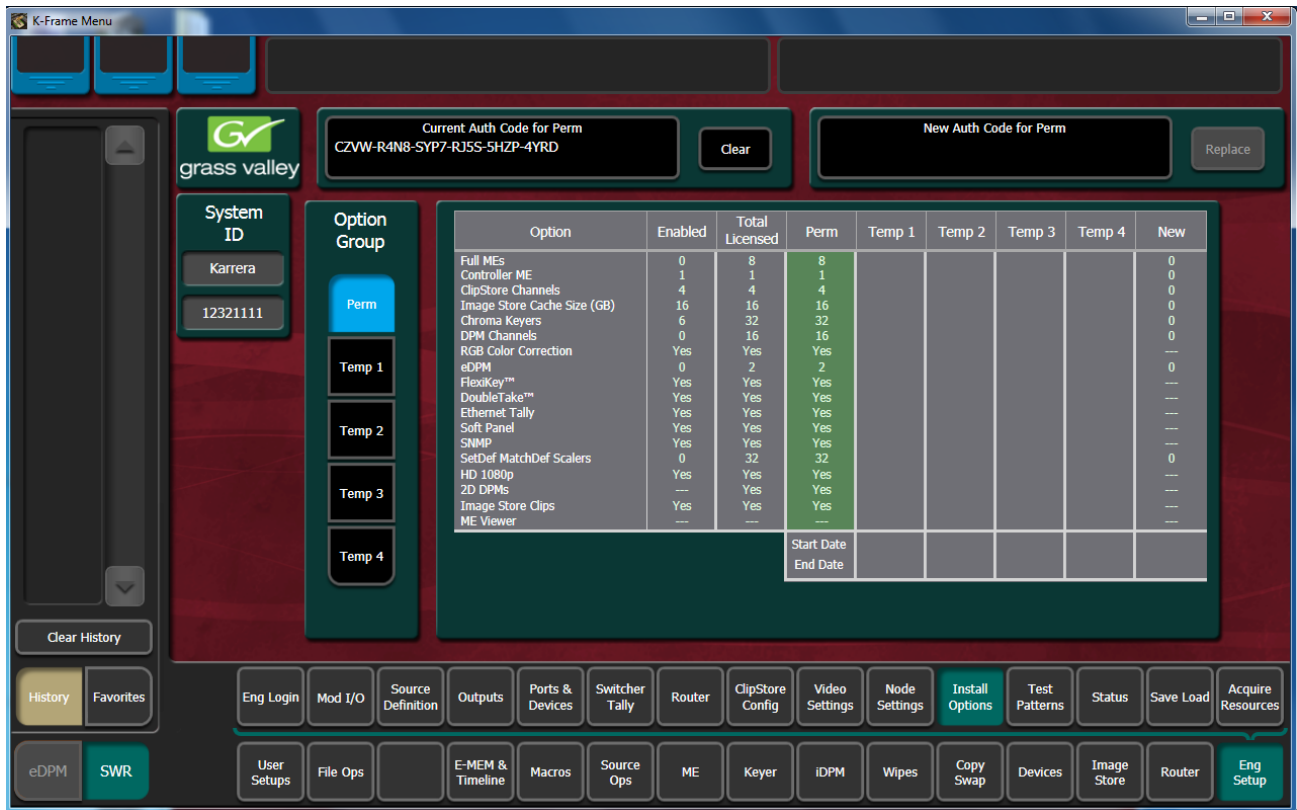 K-Frame Menu
grass valley
Current Auth Code for Perm
CZVW-R4N8-SYP7-RJ5S-5HZP-4YRD
Clear
New Auth Code for Perm
Replace
System
ID
Karrera
12321111
Option
Group
Perm
Temp 1
Temp 2
Temp 3
Temp 4
Option Enabled Total Licensed Perm Temp 1 Temp 2 Temp 3 Temp 4 New
Full MEs 0 8 8 0
Controller ME 1 1 1 0
ClipStore Channels 4 4 4 0
Image Store Cache Size (GB) 16 16 16 0
Chroma Keyers 6 32 32 0
DPM Channels 0 16 16 0
RGB Color Correction Yes Yes Yes ---
eDPM 0 2 2 0
FlexiKey™ Yes Yes Yes ---
DoubleTake™ Yes Yes Yes ---
Ethernet Tally Yes Yes Yes ---
Soft Panel Yes Yes Yes ---
SNMP Yes Yes Yes ---
SetDef MatchDef Scalers 0 32 32 0
HD 1080p Yes Yes Yes ---
2D DPMs --- Yes Yes ---
Image Store Clips Yes Yes Yes ---
ME Viewer --- --- --- ---
Start Date
End Date
Clear History
History Favorites
Eng Login Mod I/O Source Definition Outputs Ports & Devices Switcher Tally Router ClipStore Config Video Settings Node Settings Install Options Test Patterns Status Save Load Acquire Resources
eDPM SWR
User Setups File Ops E-MEM & Timeline Macros Source Ops ME Keyer iDPM Wipes Copy Swap Devices Image Store Router Eng Setup